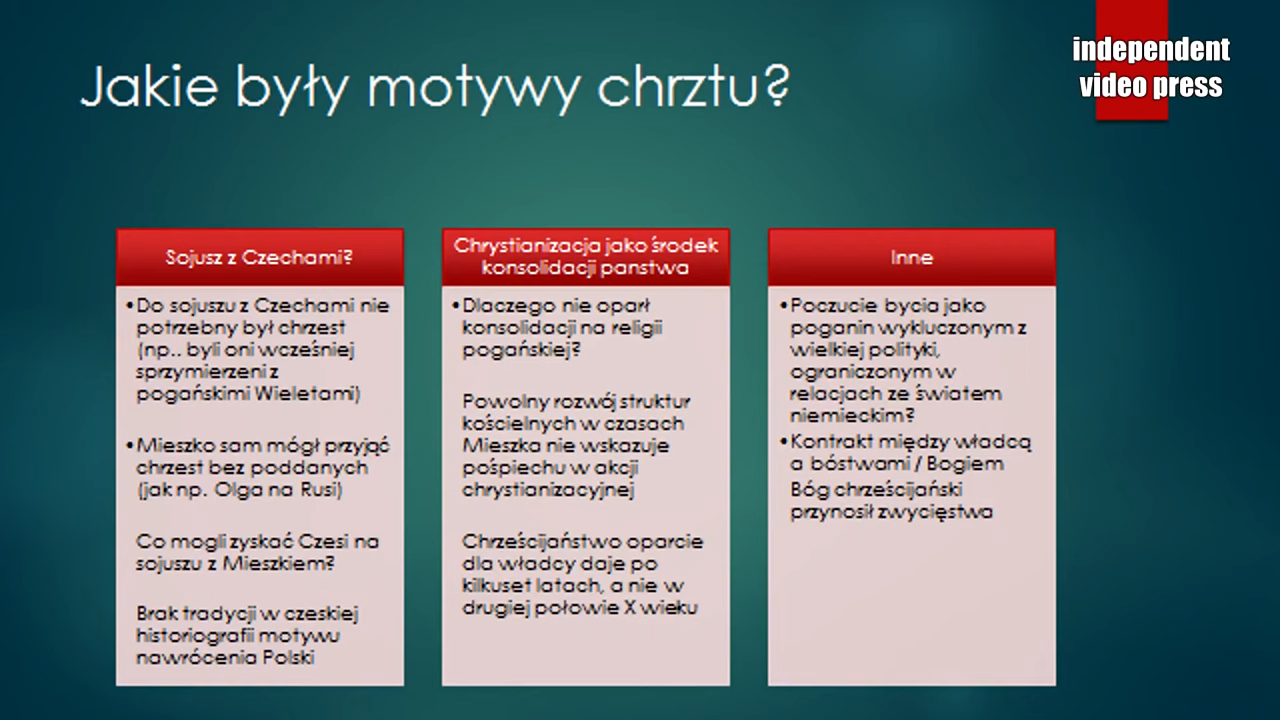 Jakie były motywy chrztu?
independent
video press
Sojusz z Czechami?
•Do sojuszu z Czechami nie
potrzebny był chrzest
(np.. byli oni wcześniej
sprzymierzeni z
pogańskimi Wieletami)
•Mieszko sam mógł przyjąć
chrzest bez poddanych
(jak np. Olga na Rusi)
Co mogli zyskać Czesi na
sojuszu z Mieszkiem?
Brak tradycji w czeskiej
historiografii motywu
nawrócenia Polski
Chrystianizacja jako środek
konsolidacji panstwa
•Dlaczego nie oparł
konsolidacji na religii
pogańskiej?
Powolny rozwój struktur
kościelnych w czasach
Mieszka nie wskazuje
pośpiechu w akcji
chrystianizacyjnej
Chrześcijaństwo oparcie
dla władcy daje po
kilkuset latach, a nie w
drugiej połowie X wieku
Inne
•Poczucie bycia jako
poganin wykluczonym z
wielkiej polityki,
ograniczonym w
relacjach ze światem
niemieckim?
•Kontrakt między władcą
a bóstwami / Bogiem
Bóg chrześcijański
przynosił zwycięstwa